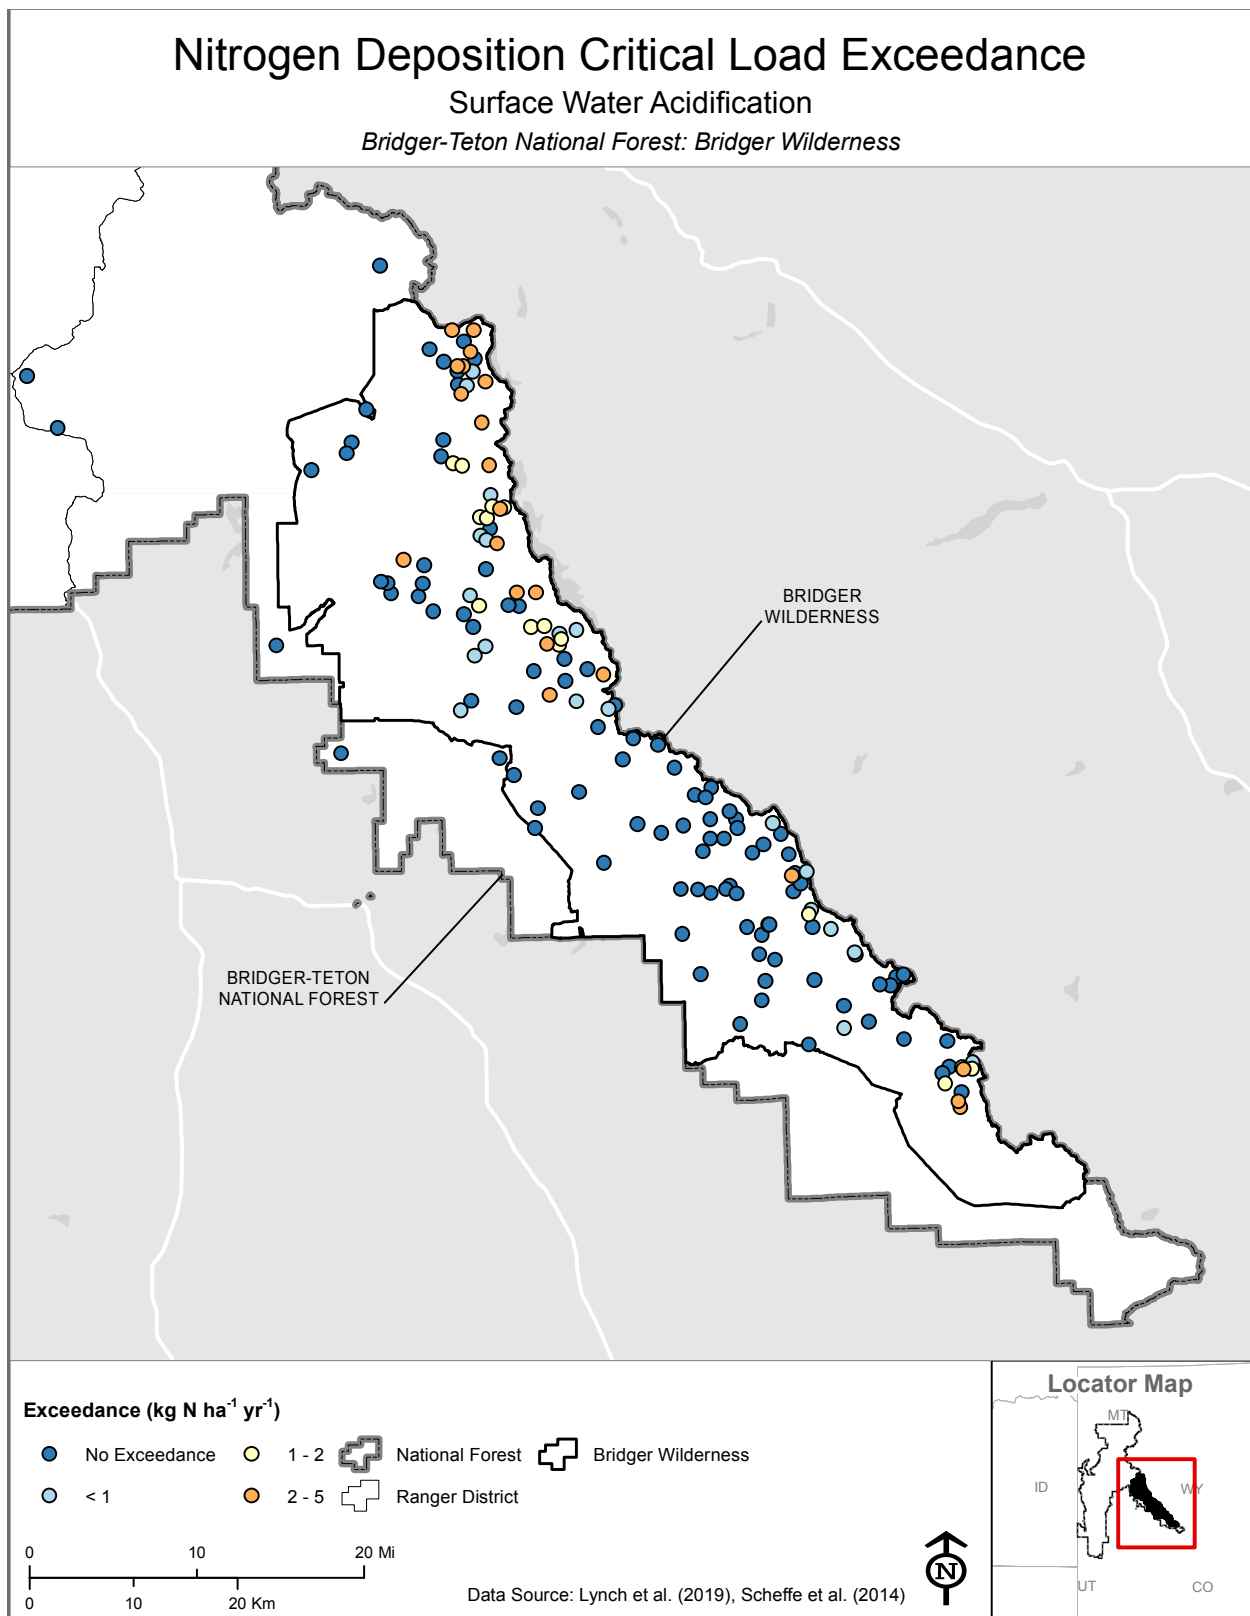 Nitrogen Deposition Critical Load Exceedance
Surface Water Acidification
Bridger-Teton National Forest: Bridger Wilderness
BRIDGER
WILDERNESS
BRIDGER-TETON
NATIONAL FOREST
Exceedance (kg N ha⁻¹ yr⁻¹)
No Exceedance
< 1
1 - 2
2 - 5
National Forest
Ranger District
Bridger Wilderness
0 10 20 Mi
0 10 20 Km
Data Source: Lynch et al. (2019), Scheffe et al. (2014)
N
Locator Map
MT
ID
WY
UT
CO